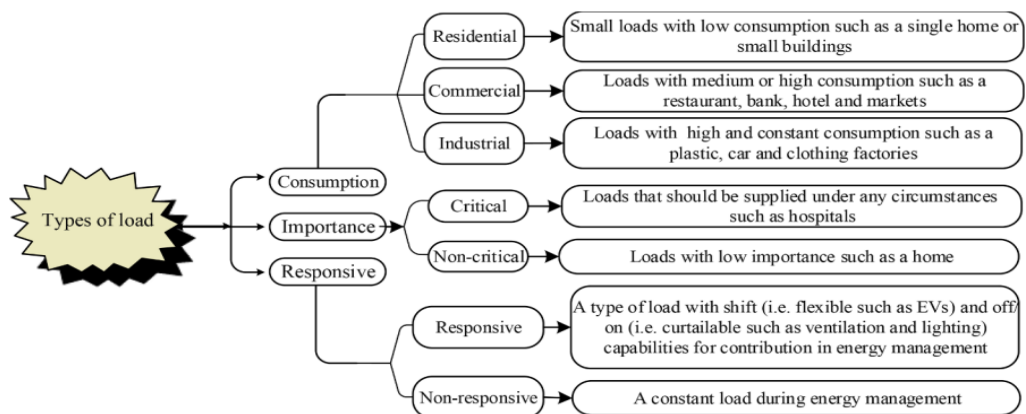 Types of load
Consumption
Residential
Small loads with low consumption such as a single home or
small buildings
Commercial
Loads with medium or high consumption such as a
restaurant, bank, hotel and markets
Industrial
Loads with high and constant consumption such as a
plastic, car and clothing factories
Importance
Critical
Loads that should be supplied under any circumstances
such as hospitals
Non-critical
Loads with low importance such as a home
Responsive
Responsive
A type of load with shift (i.e. flexible such as EVs) and off/
on (i.e. curtailable such as ventilation and lighting)
capabilities for contribution in energy management
Non-responsive
A constant load during energy management